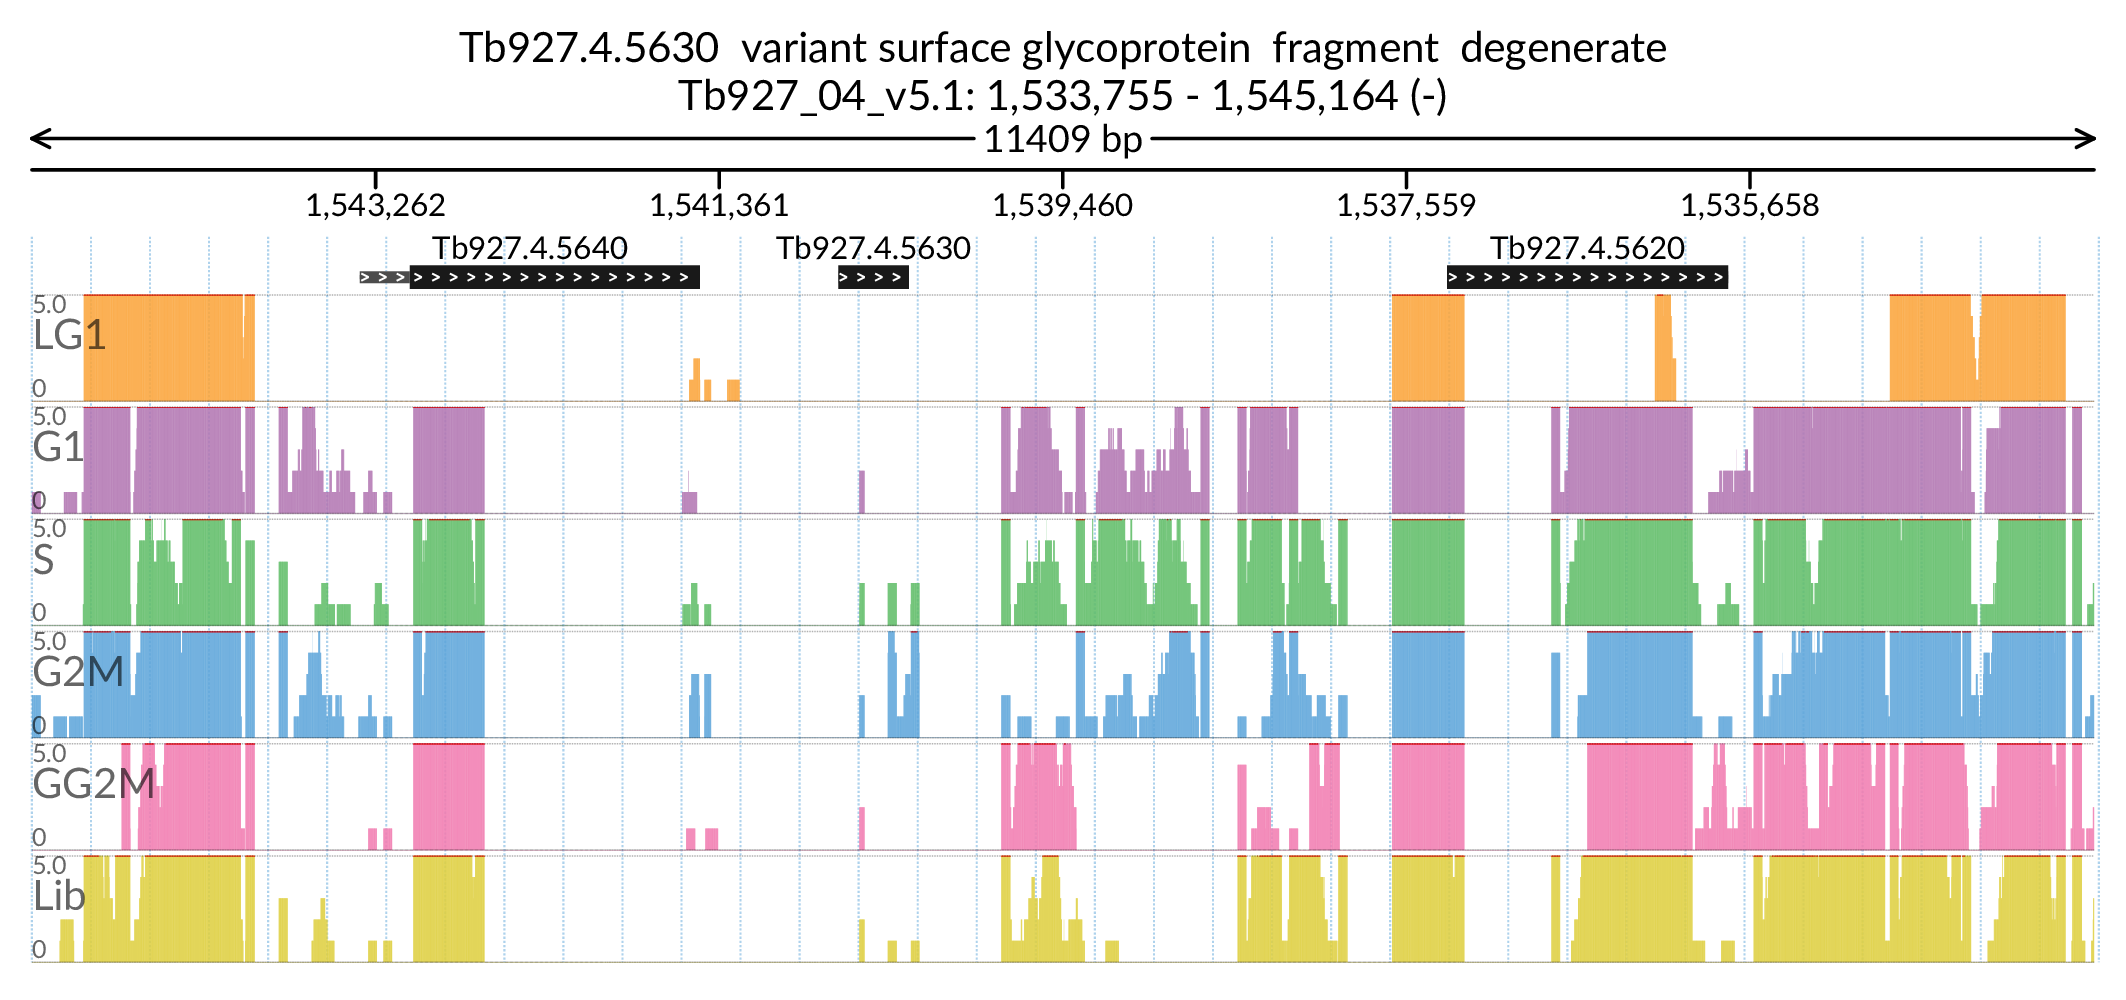 Tb927.4.5630 variant surface glycoprotein fragment degenerate
Tb927_04_v5.1: 1,533,755 - 1,545,164 (-)
11409 bp
1,543,262 1,541,361 1,539,460 1,537,559 1,535,658
Tb927.4.5640 Tb927.4.5630 Tb927.4.5620
5.0
LG1
0
5.0
G1
0
5.0
S
0
5.0
G2M
0
5.0
GG2M
0
5.0
Lib
0